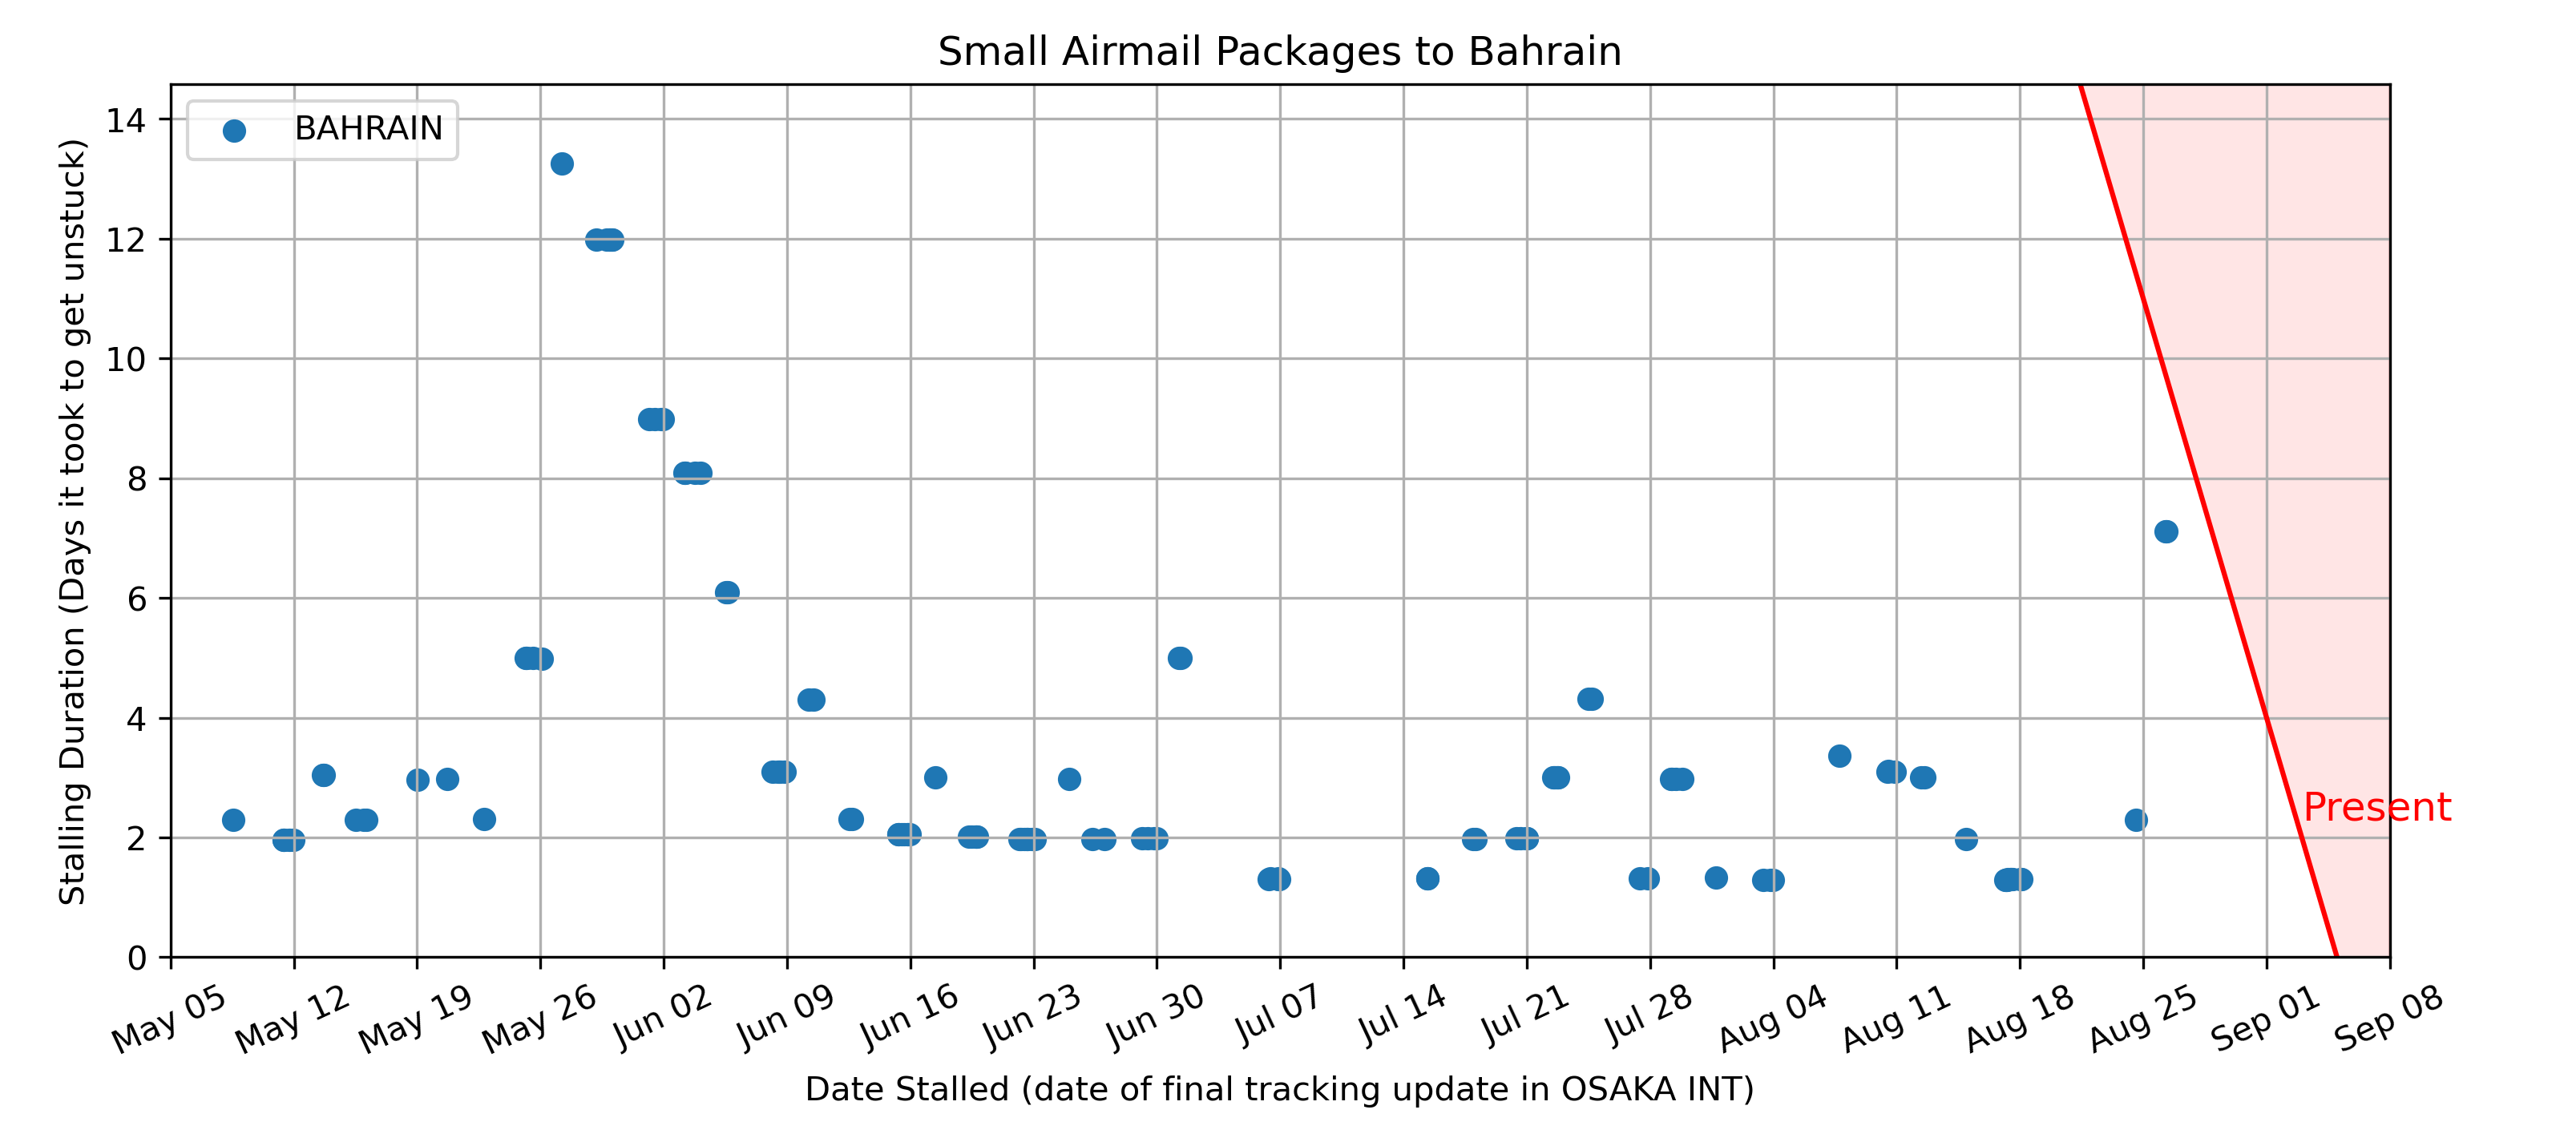 Small Airmail Packages to Bahrain
BAHRAIN
Stalling Duration (Days it took to get unstuck)
14
12
10
8
6
4
2
0
Present
May 05
May 12
May 19
May 26
Jun 02
Jun 09
Jun 16
Jun 23
Jun 30
Jul 07
Jul 14
Jul 21
Jul 28
Aug 04
Aug 11
Aug 18
Aug 25
Sep 01
Sep 08
Date Stalled (date of final tracking update in OSAKA INT)